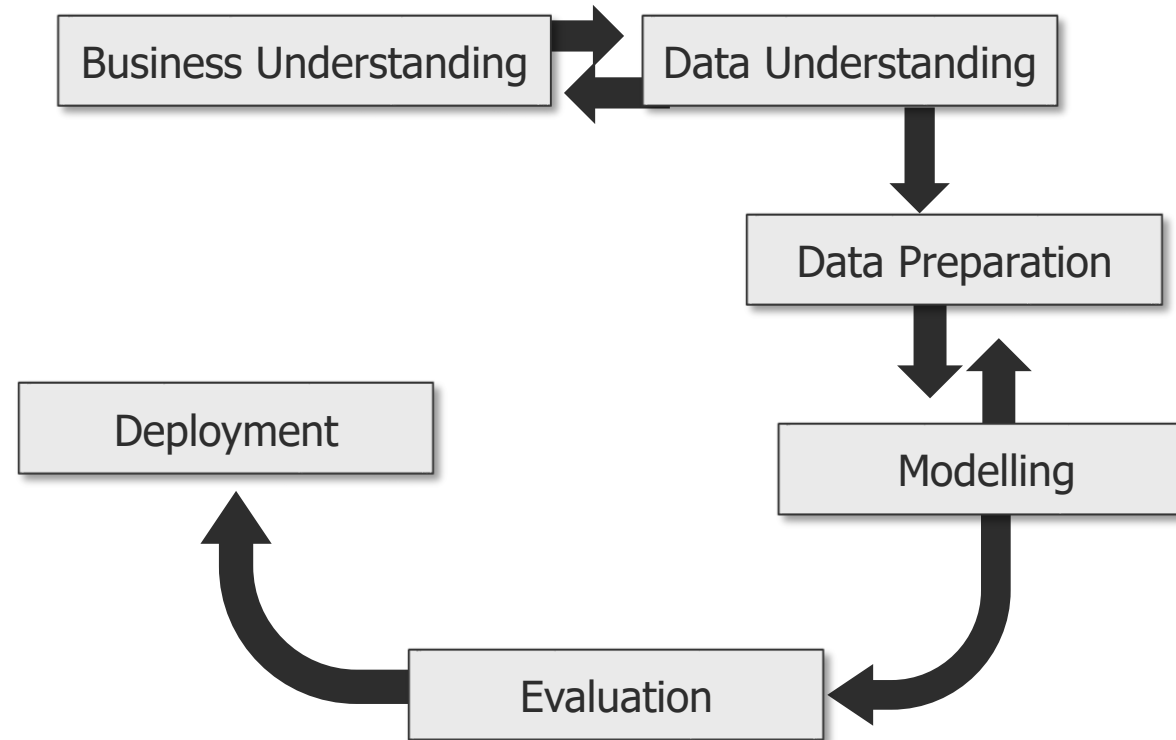 Business Understanding
Data Understanding
Data Preparation
Deployment
Modelling
Evaluation